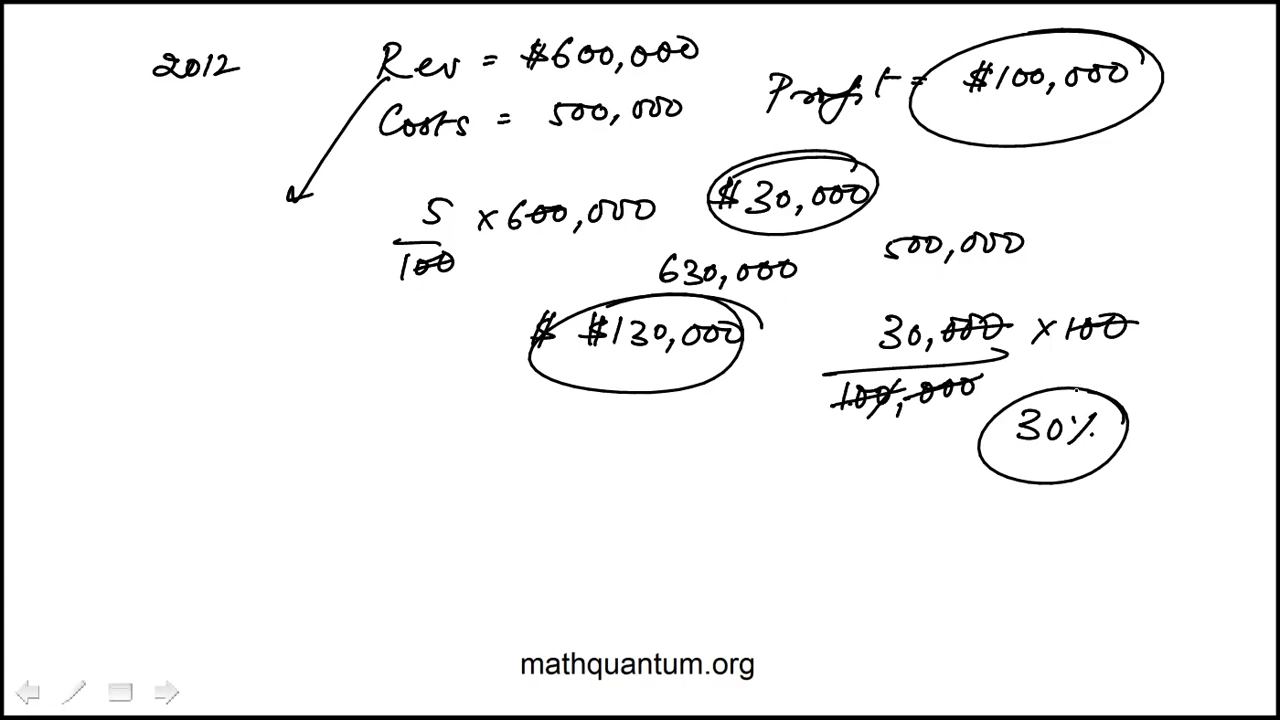 2012 Rev = $600,000
Profit = $100,000
Costs = 500,000
5/100 × 600,000 $30,000
500,000
630,000
$ $130,000
30,000/100,000 × 100
30%
mathquantum.org